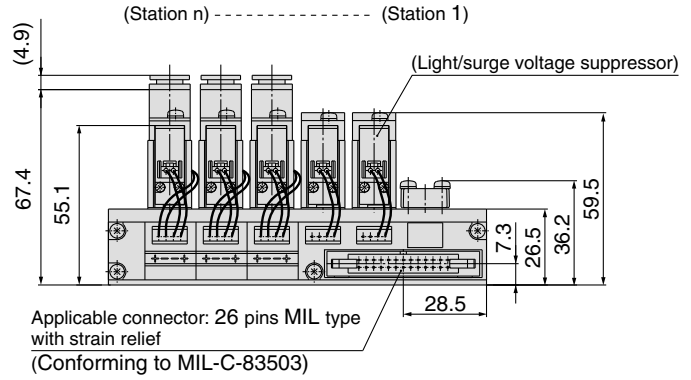 (Station n) (Station 1)
(4.9)
(Light/surge voltage suppressor)
67.4
55.1
59.5
36.2
26.5
7.3
28.5
Applicable connector: 26 pins MIL type
with strain relief
(Conforming to MIL-C-83503)